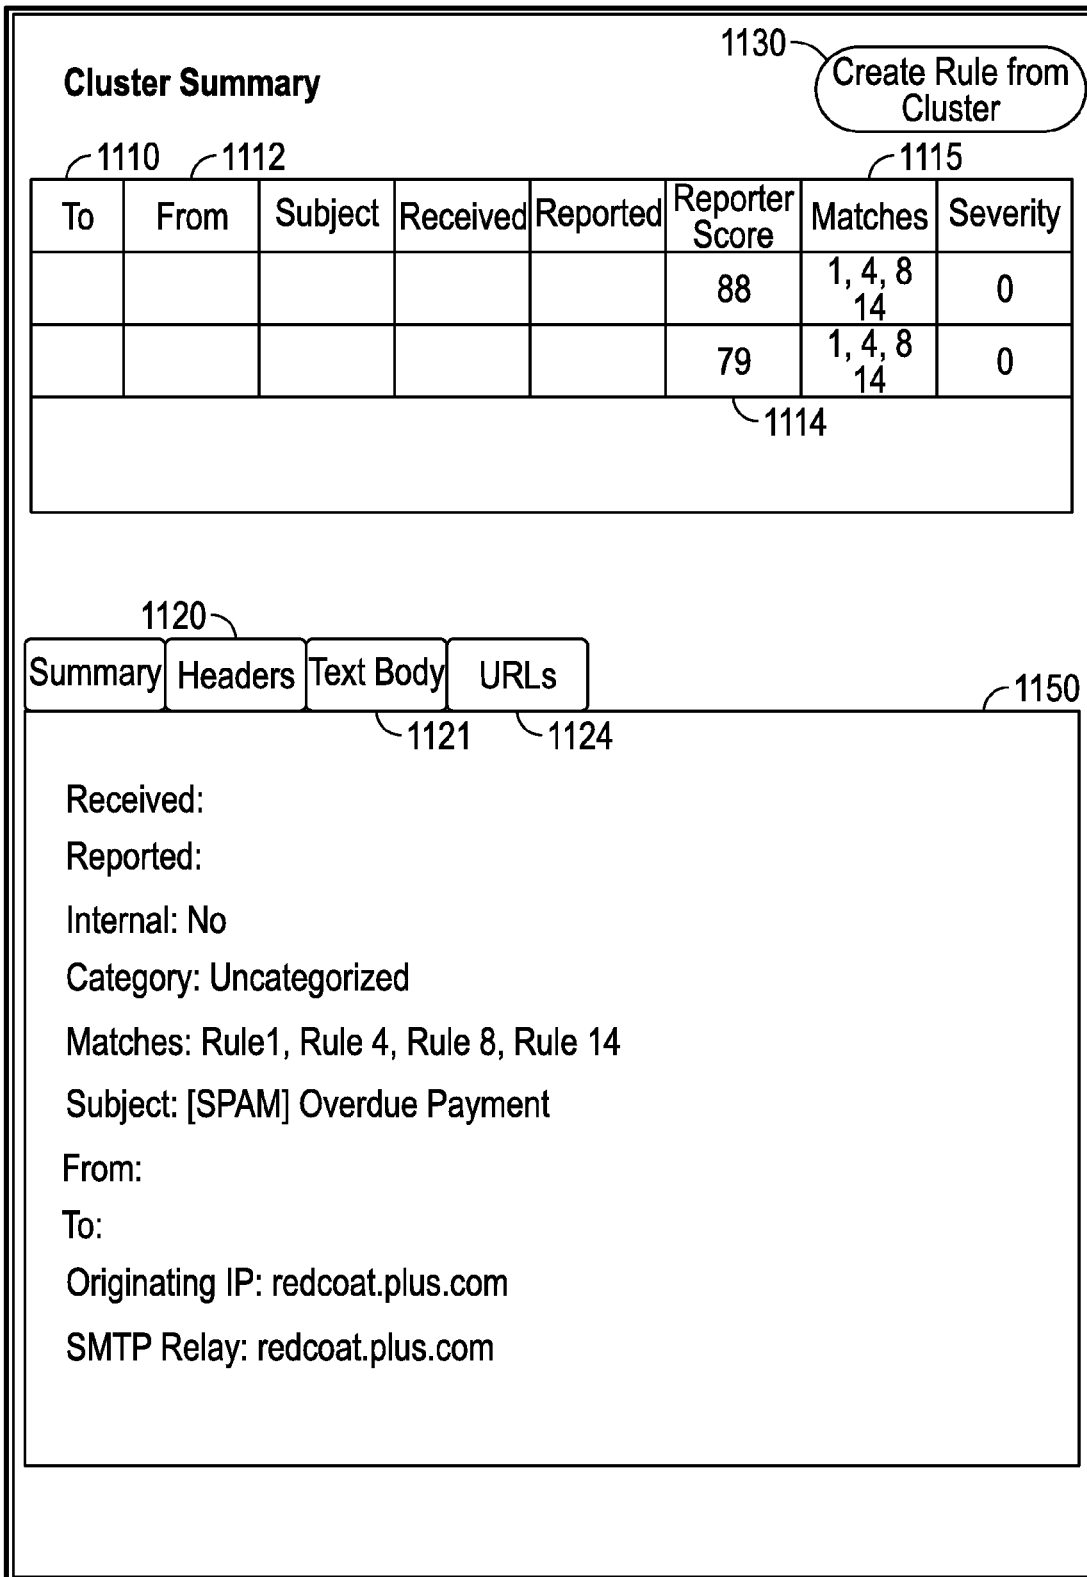 1130
Cluster Summary
Create Rule from
Cluster
1110 1112 1115
To From Subject Received Reported Reporter Score Matches Severity
88 1, 4, 8 14 0
79 1, 4, 8 14 0
1114
1120
Summary Headers Text Body URLs
1150
1121 1124
Received:
Reported:
Internal: No
Category: Uncategorized
Matches: Rule1, Rule 4, Rule 8, Rule 14
Subject: [SPAM] Overdue Payment
From:
To:
Originating IP: redcoat.plus.com
SMTP Relay: redcoat.plus.com